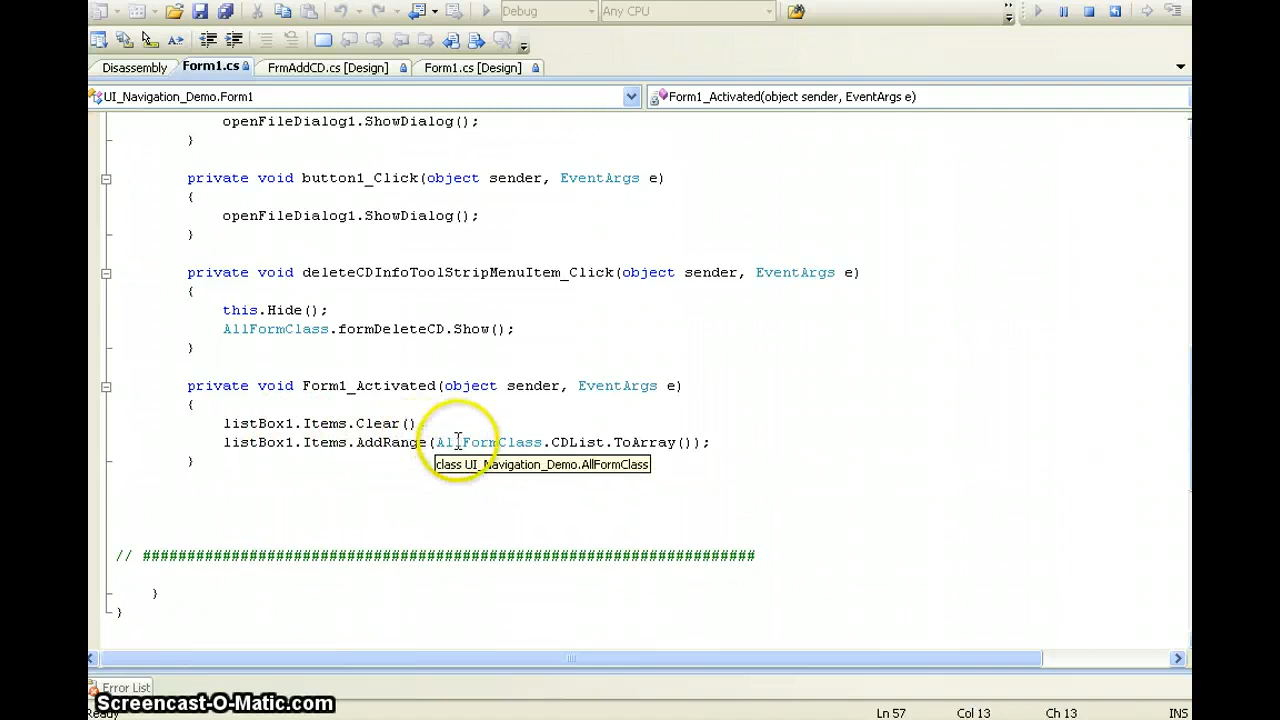 Debug Any CPU
Disassembly Form1.cs FrmAddCD.cs [Design] Form1.cs [Design]
UI_Navigation_Demo.Form1 Form1_Activated(object sender, EventArgs e)
openFileDialog1.ShowDialog();
}
private void button1_Click(object sender, EventArgs e)
{
openFileDialog1.ShowDialog();
}
private void deleteCDInfoToolStripMenuItem_Click(object sender, EventArgs e)
{
this.Hide();
AllFormClass.formDeleteCD.Show();
}
private void Form1_Activated(object sender, EventArgs e)
{
listBox1.Items.Clear();
listBox1.Items.AddRange(AllFormClass.CDList.ToArray());
class UI_Navigation_Demo.AllFormClass
}
// #####################################################################
}
}
Error List
Screencast-O-Matic.com
Ready Ln 57 Col 13 Ch 13 INS